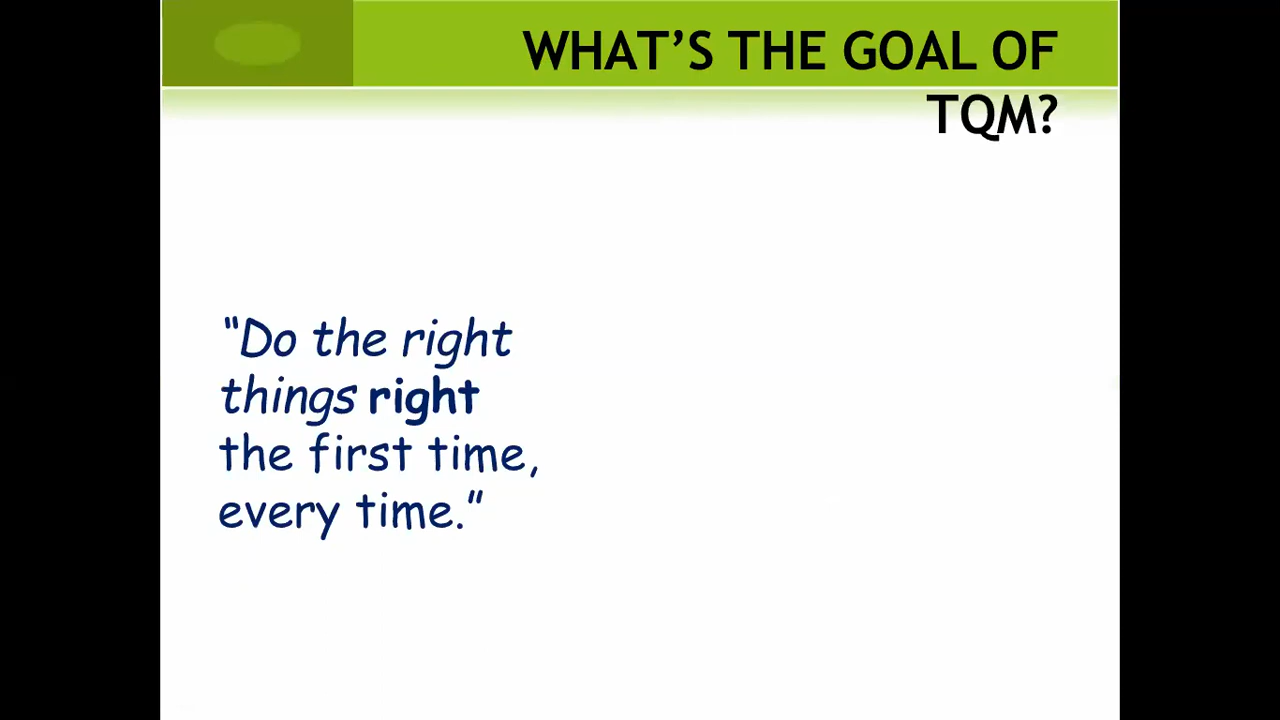 WHAT’S THE GOAL OF
TQM?
“Do the right
things right
the first time,
every time.”